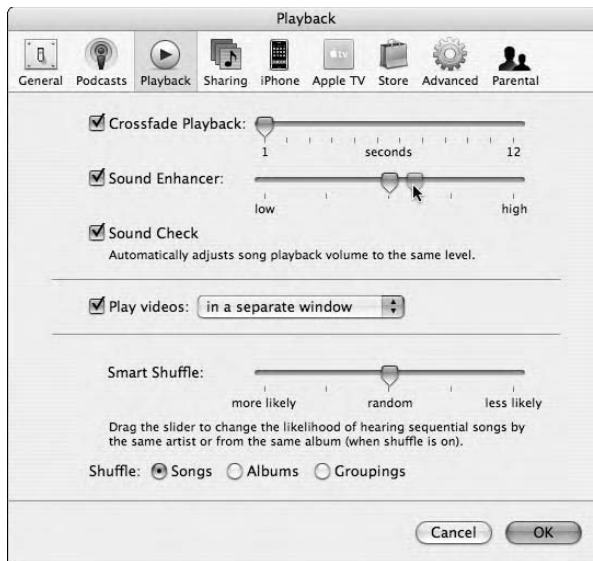 Playback
General Podcasts Playback Sharing iPhone Apple TV Store Advanced Parental
Crossfade Playback:
1 seconds 12
Sound Enhancer:
low high
Sound Check
Automatically adjusts song playback volume to the same level.
Play videos: in a separate window
Smart Shuffle:
more likely random less likely
Drag the slider to change the likelihood of hearing sequential songs by
the same artist or from the same album (when shuffle is on).
Shuffle: Songs Albums Groupings
Cancel OK